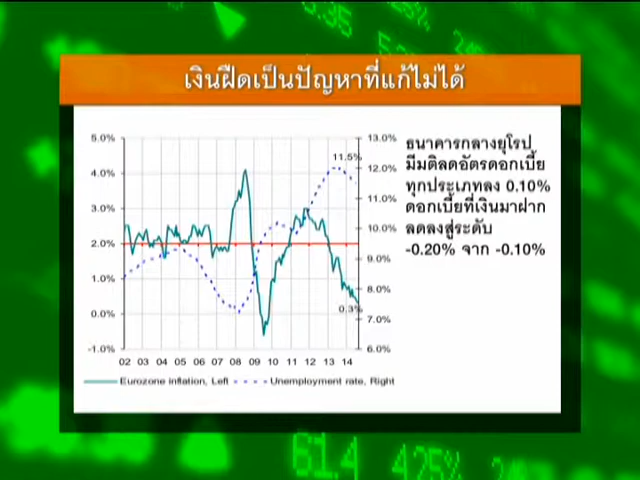 เงินฝืดเป็นปัญหาที่แก้ไม่ได้
5.0%
4.0%
3.0%
2.0%
1.0%
0.0%
-1.0%
13.0%
12.0%
11.0%
10.0%
9.0%
8.0%
7.0%
6.0%
11.5%
0.3%
02 03 04 05 06 07 08 09 10 11 12 13 14
Eurozone inflation, Left Unemployment rate, Right
ธนาคารกลางยุโรป
มีมติลดอัตรดอกเบี้ย
ทุกประเภทลง 0.10%
ดอกเบี้ยที่เงินมาฝาก
ลดลงสู่ระดับ
-0.20% จาก -0.10%
61.4
425%